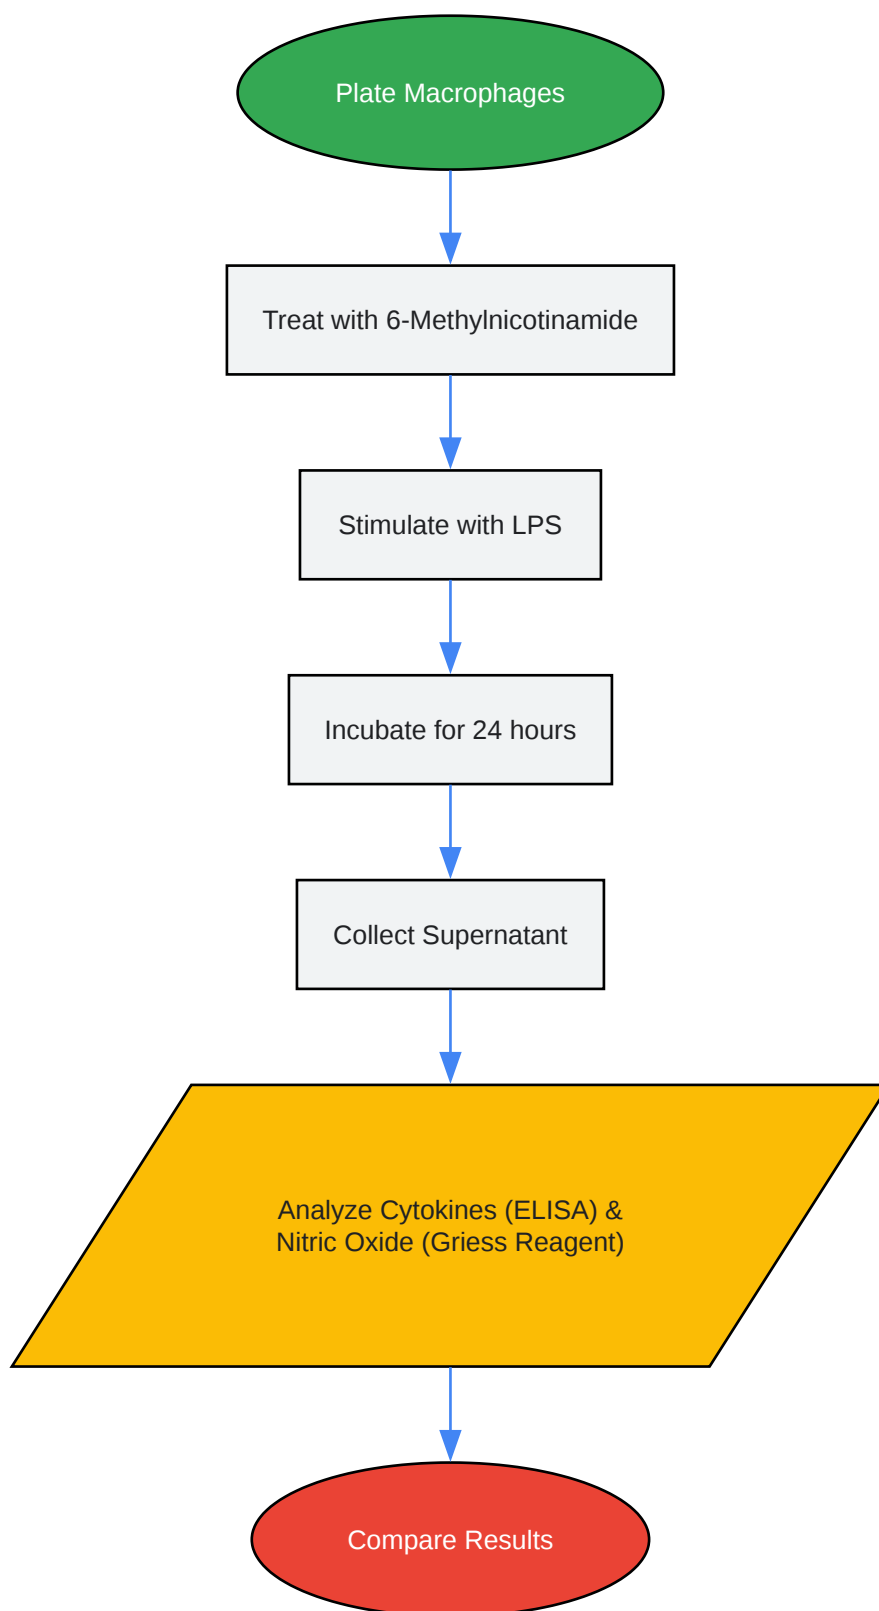 Plate Macrophages
Treat with 6-Methylnicotinamide
Stimulate with LPS
Incubate for 24 hours
Collect Supernatant
Analyze Cytokines (ELISA) &
Nitric Oxide (Griess Reagent)
Compare Results